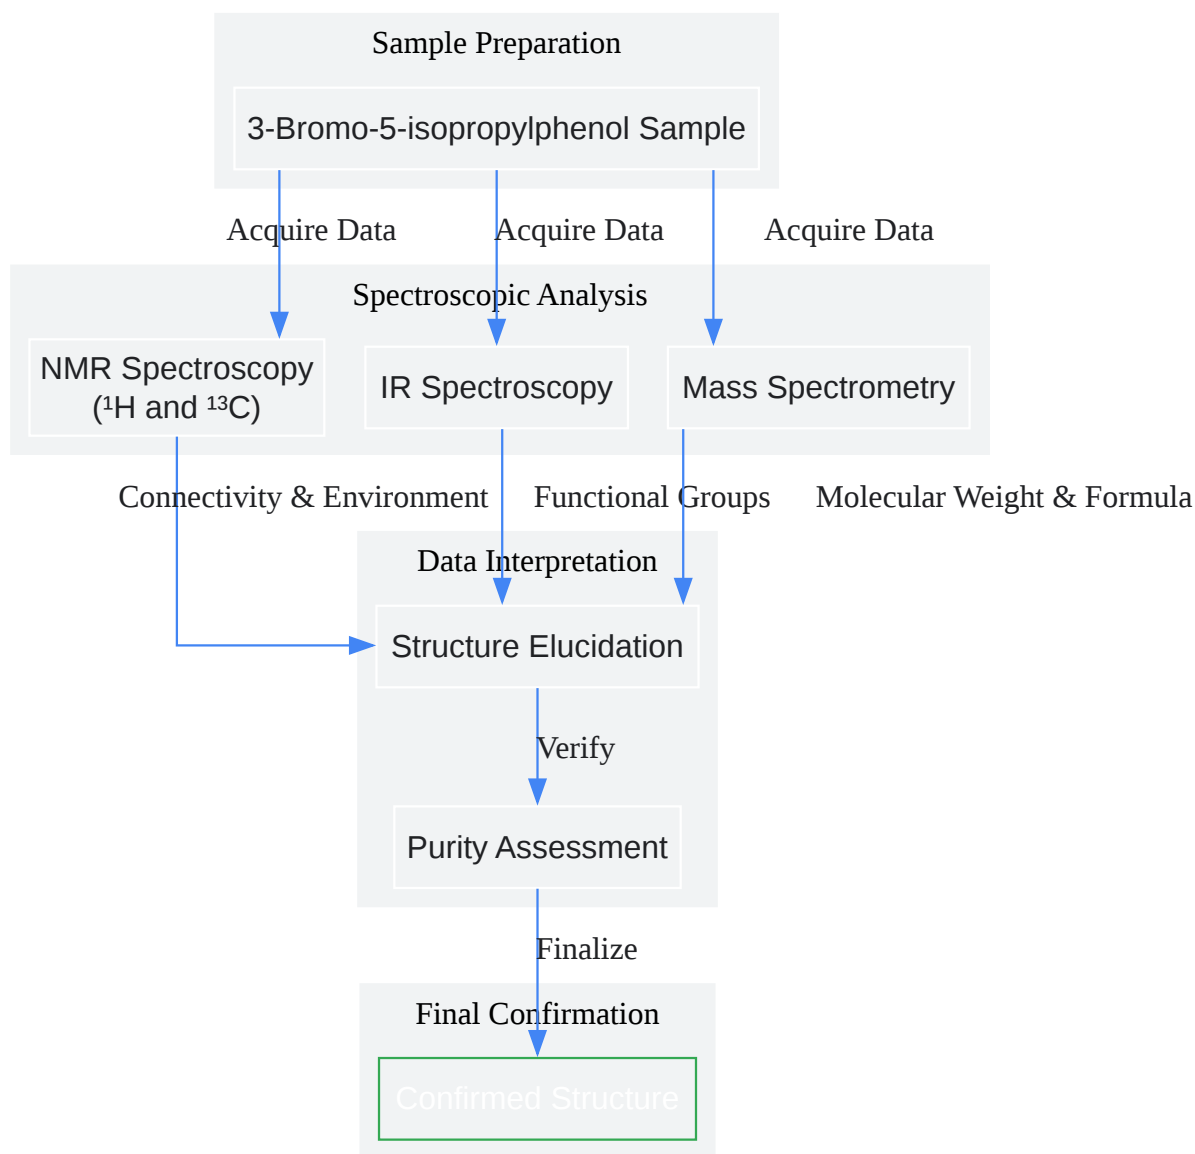 Sample Preparation
3-Bromo-5-isopropylphenol Sample
Acquire Data
Acquire Data
Acquire Data
Spectroscopic Analysis
NMR Spectroscopy
(¹H and ¹³C)
IR Spectroscopy
Mass Spectrometry
Connectivity & Environment
Functional Groups
Molecular Weight & Formula
Data Interpretation
Structure Elucidation
Verify
Purity Assessment
Finalize
Final Confirmation
Confirmed Structure